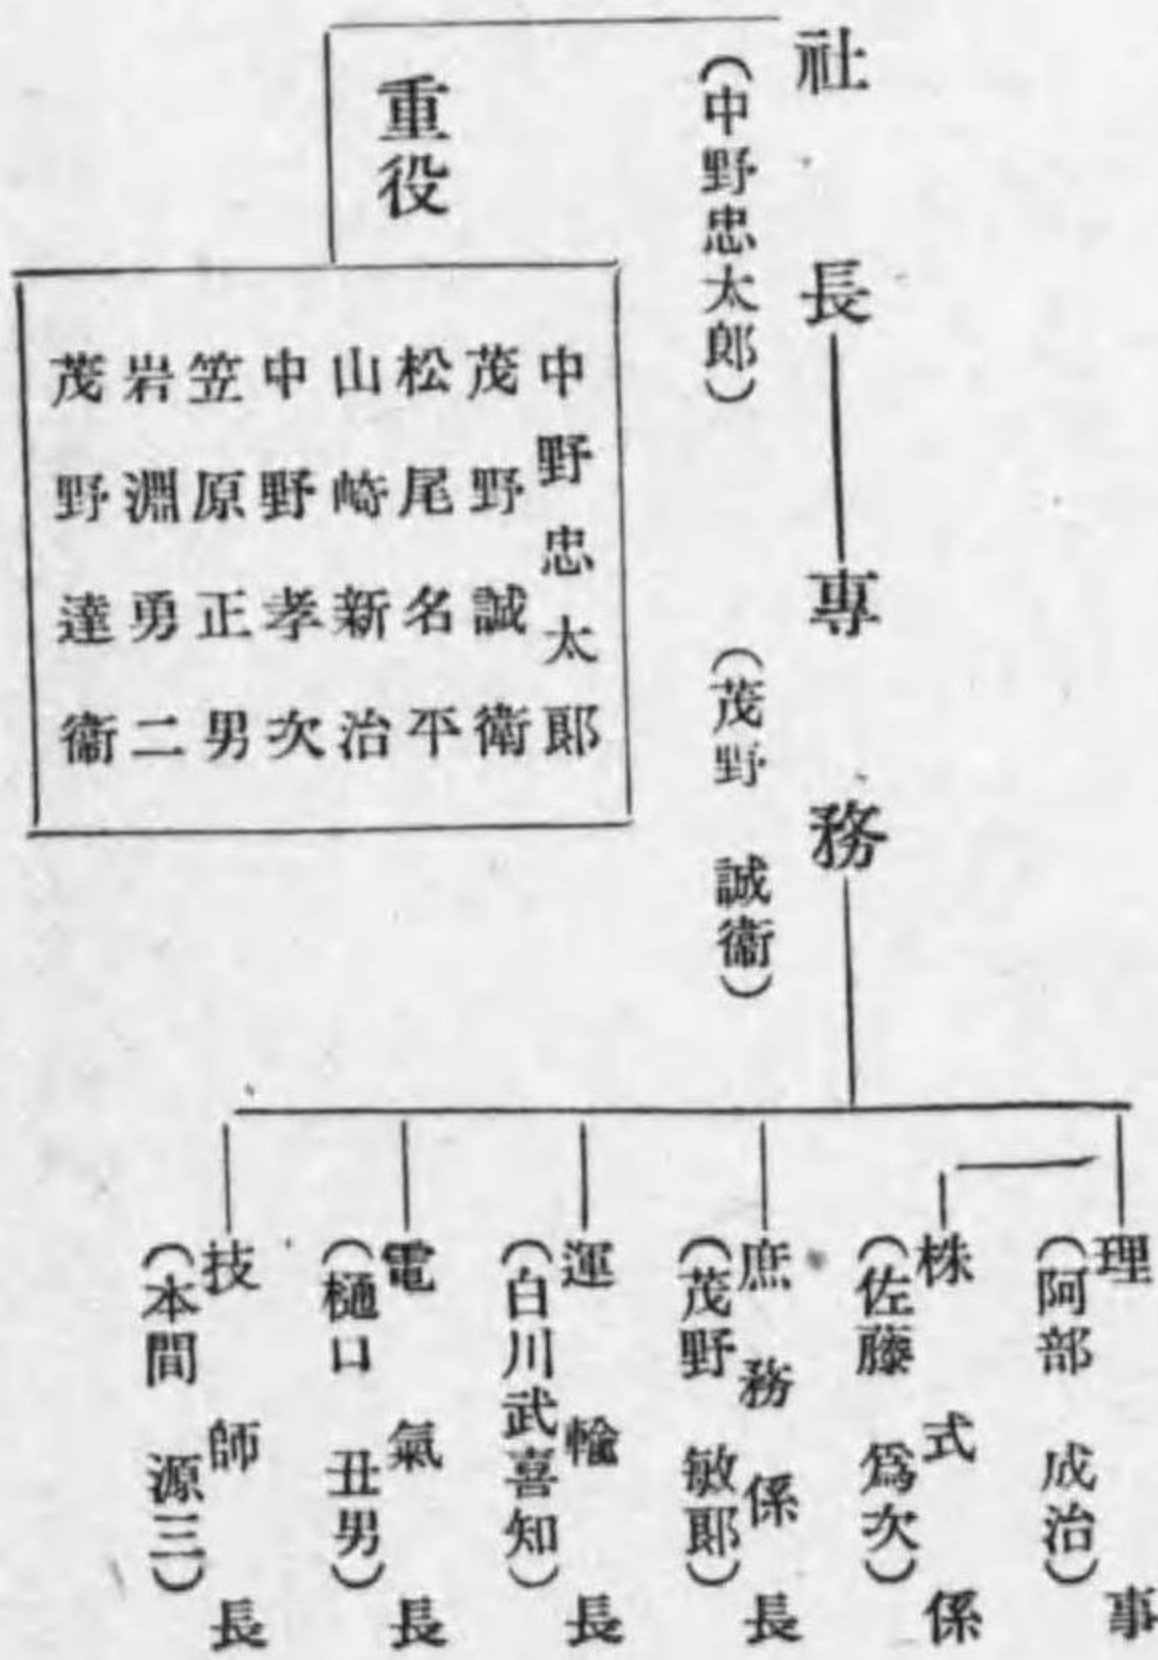 社長
(中野忠太郎)
專務
(茂野 誠衞)
重役
中野忠太郎
茂野誠衛
松尾名平
山崎新治
中野孝次
笠原正男
岩淵勇二
茂野達衞
理事
(阿部 成治)
株式係
(佐藤 爲次)
庶務係長
(茂野 敏郞)
運輸長
(白川武喜知)
電氣長
(樋口 丑男)
技師長
(本間 源三)